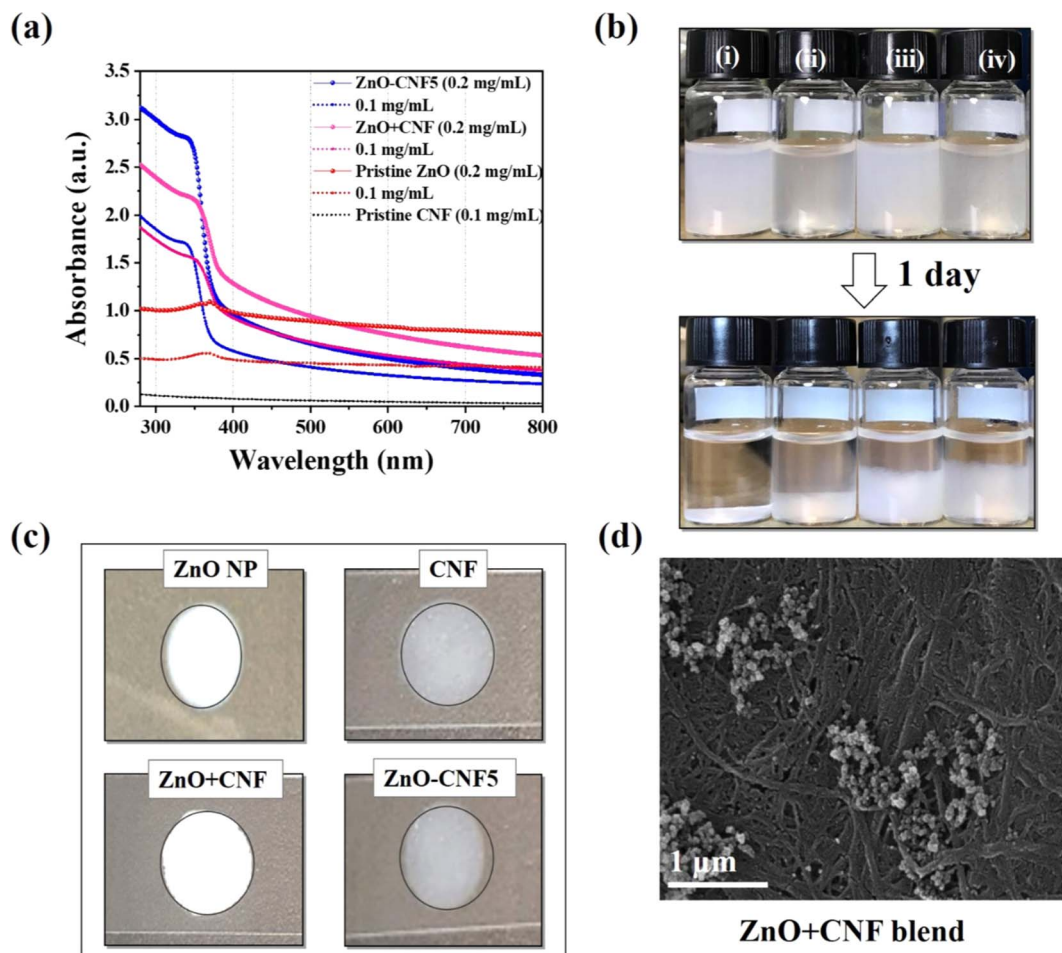 (a)
Absorbance (a.u.)
3.5
3.0
2.5
2.0
1.5
1.0
0.5
0.0
300
400
500
600
700
800
Wavelength (nm)
ZnO-CNF5 (0.2 mg/mL)
0.1 mg/mL
ZnO+CNF (0.2 mg/mL)
0.1 mg/mL
Pristine ZnO (0.2 mg/mL)
0.1 mg/mL
Pristine CNF (0.1 mg/mL)
(b)
(i)
(ii)
(iii)
(iv)
1 day
(c)
ZnO NP
CNF
ZnO+CNF
ZnO-CNF5
(d)
1 μm
ZnO+CNF blend